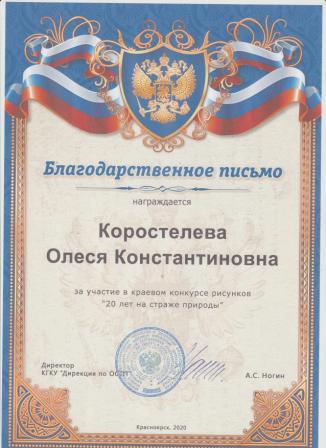 Благодарственное письмо
награждается
Коростелева
Олеся Константиновна
за участие в краевом конкурсе рисунков
"20 лет на страже природы"
Директор
КГКУ "Дирекция по ООПТ"
А.С. Ногин
Красноярск, 2020